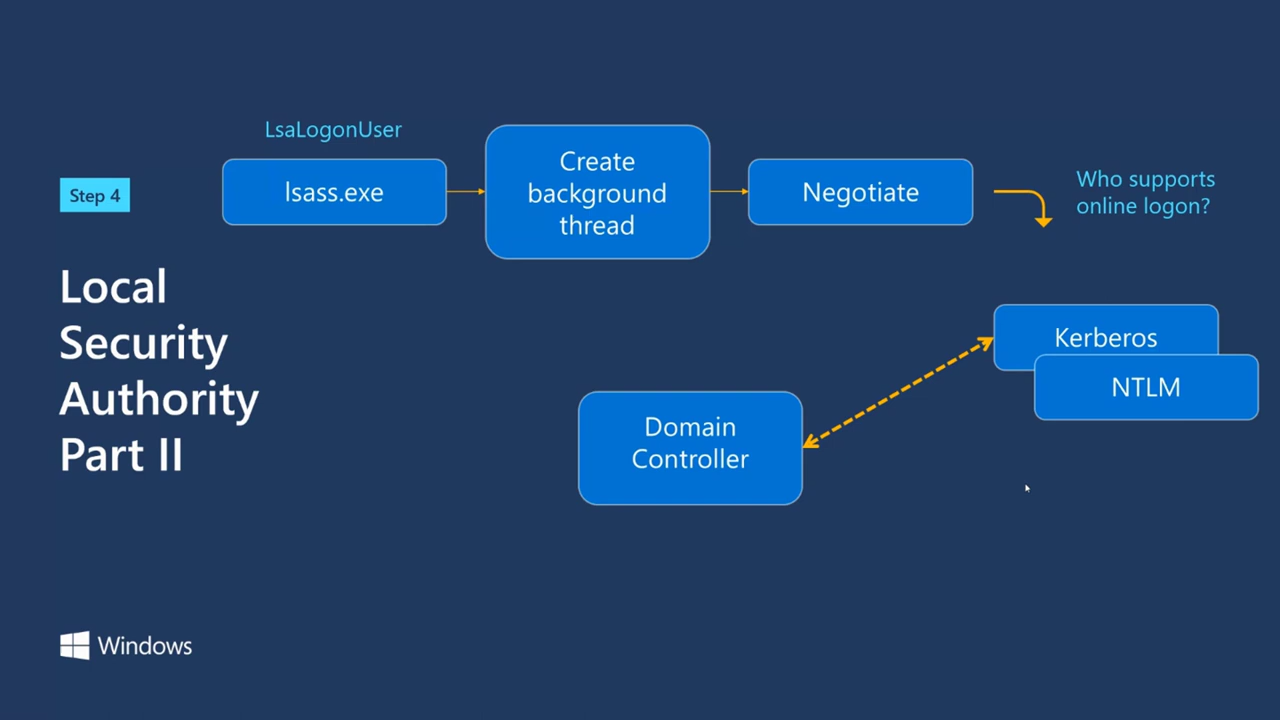 Step 4
Local
Security
Authority
Part II
LsaLogonUser
lsass.exe
Create
background
thread
Negotiate
Who supports
online logon?
Kerberos
NTLM
Domain
Controller
Windows